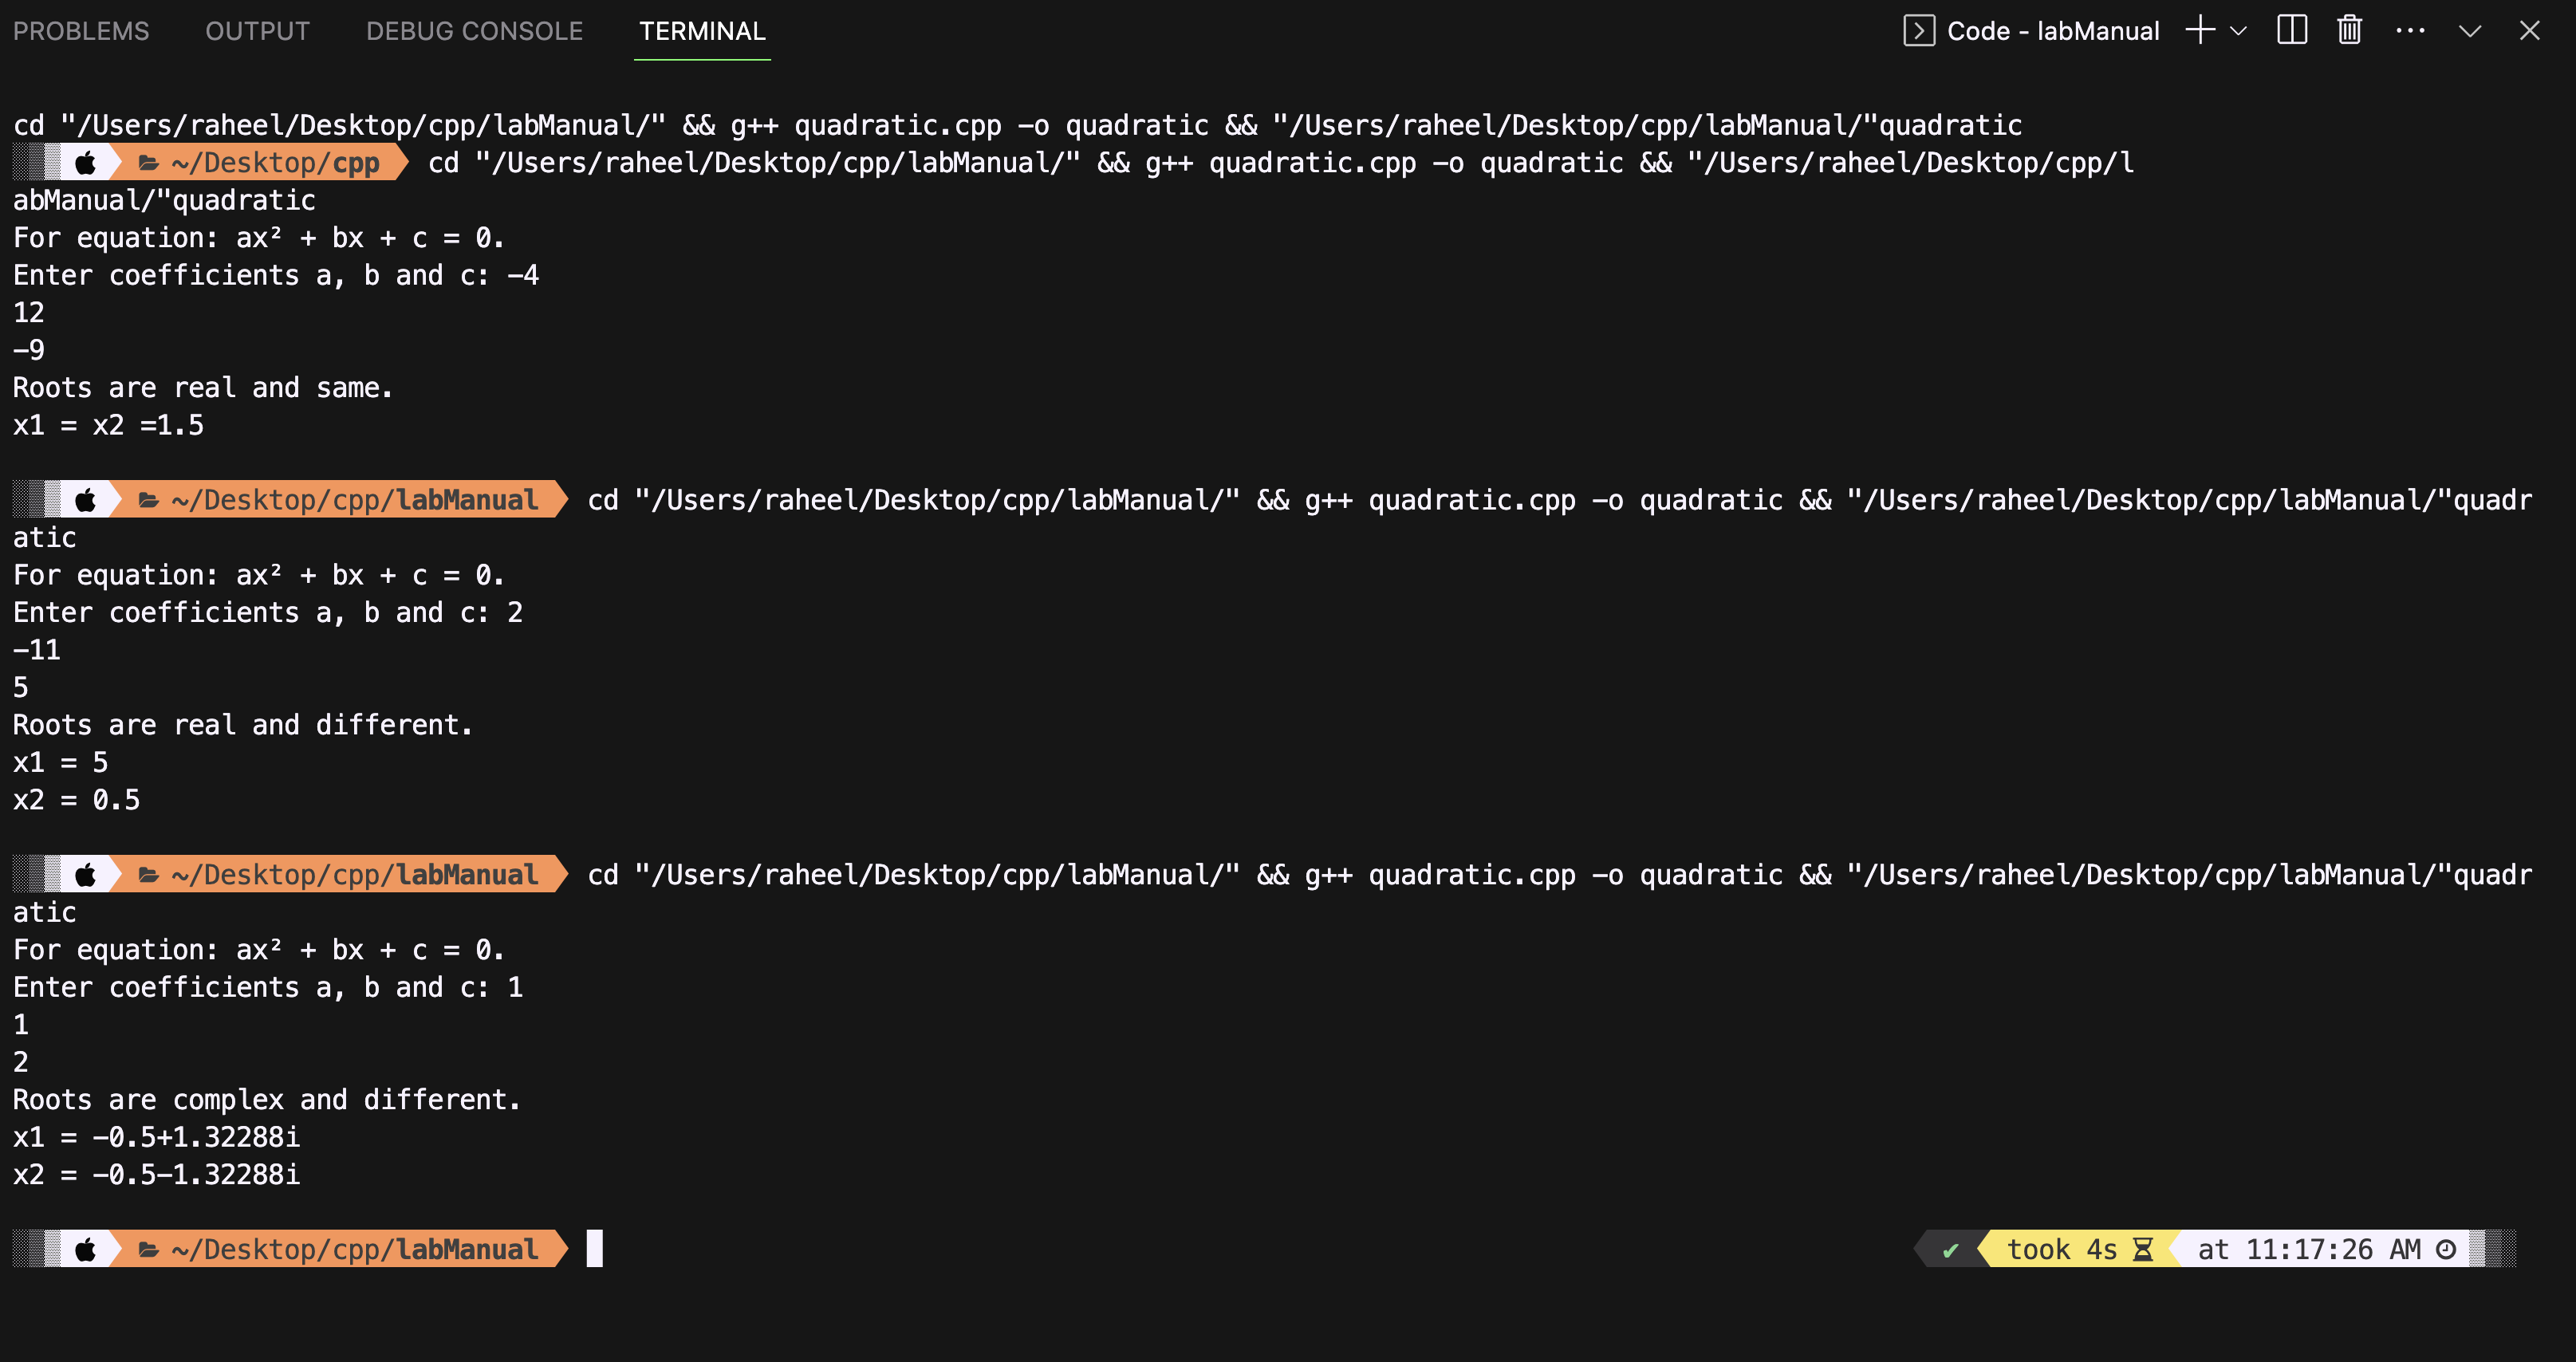 PROBLEMS OUTPUT DEBUG CONSOLE TERMINAL Code - labManual
cd "/Users/raheel/Desktop/cpp/labManual/" && g++ quadratic.cpp -o quadratic && "/Users/raheel/Desktop/cpp/labManual/"quadratic
~/Desktop/cpp cd "/Users/raheel/Desktop/cpp/labManual/" && g++ quadratic.cpp -o quadratic && "/Users/raheel/Desktop/cpp/l
abManual/"quadratic
For equation: ax² + bx + c = 0.
Enter coefficients a, b and c: -4
12
-9
Roots are real and same.
x1 = x2 =1.5
~/Desktop/cpp/labManual cd "/Users/raheel/Desktop/cpp/labManual/" && g++ quadratic.cpp -o quadratic && "/Users/raheel/Desktop/cpp/labManual/"quadr
atic
For equation: ax² + bx + c = 0.
Enter coefficients a, b and c: 2
-11
5
Roots are real and different.
x1 = 5
x2 = 0.5
~/Desktop/cpp/labManual cd "/Users/raheel/Desktop/cpp/labManual/" && g++ quadratic.cpp -o quadratic && "/Users/raheel/Desktop/cpp/labManual/"quadr
atic
For equation: ax² + bx + c = 0.
Enter coefficients a, b and c: 1
1
2
Roots are complex and different.
x1 = -0.5+1.32288i
x2 = -0.5-1.32288i
~/Desktop/cpp/labManual ✔ took 4s at 11:17:26 AM